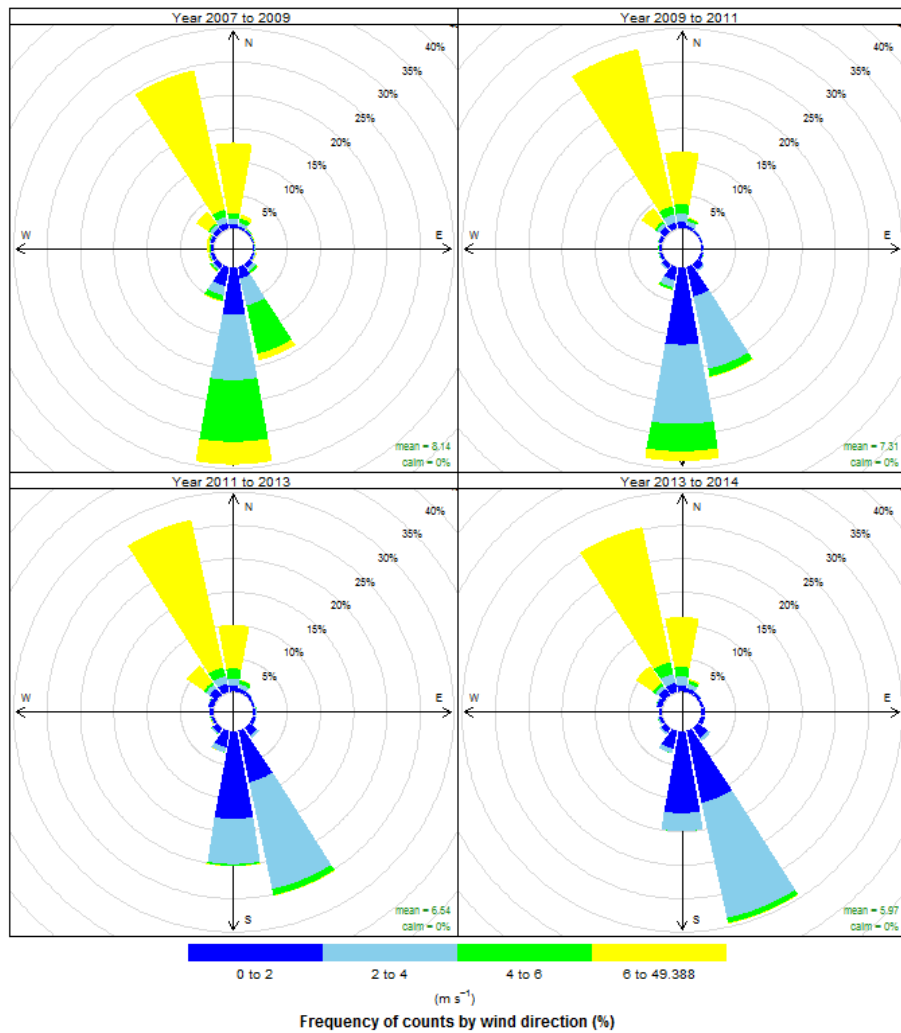 Year 2007 to 2009
N
40%
35%
30%
25%
20%
15%
10%
5%
W
E
mean = 8.14
calm = 0%
Year 2009 to 2011
N
40%
35%
30%
25%
20%
15%
10%
5%
W
E
mean = 7.31
calm = 0%
Year 2011 to 2013
N
40%
35%
30%
25%
20%
15%
10%
5%
W
E
S
mean = 6.54
calm = 0%
Year 2013 to 2014
N
40%
35%
30%
25%
20%
15%
10%
5%
W
E
S
mean = 5.97
calm = 0%
0 to 2
2 to 4
4 to 6
6 to 49.388
(m s⁻¹)
Frequency of counts by wind direction (%)